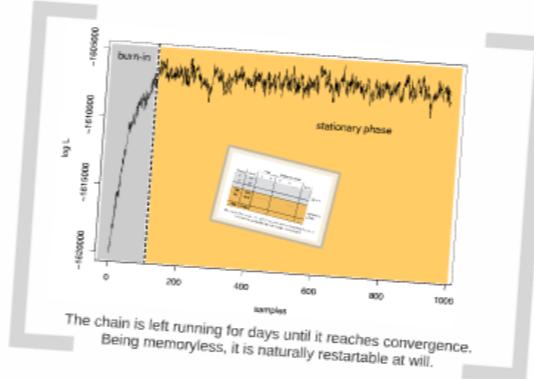 burn-in
stationary phase
log L
-1605000
-1610000
-1615000
-1620000
0
200
400
600
800
1000
samples
The chain is left running for days until it reaches convergence.
Being memoryless, it is naturally restartable at will.